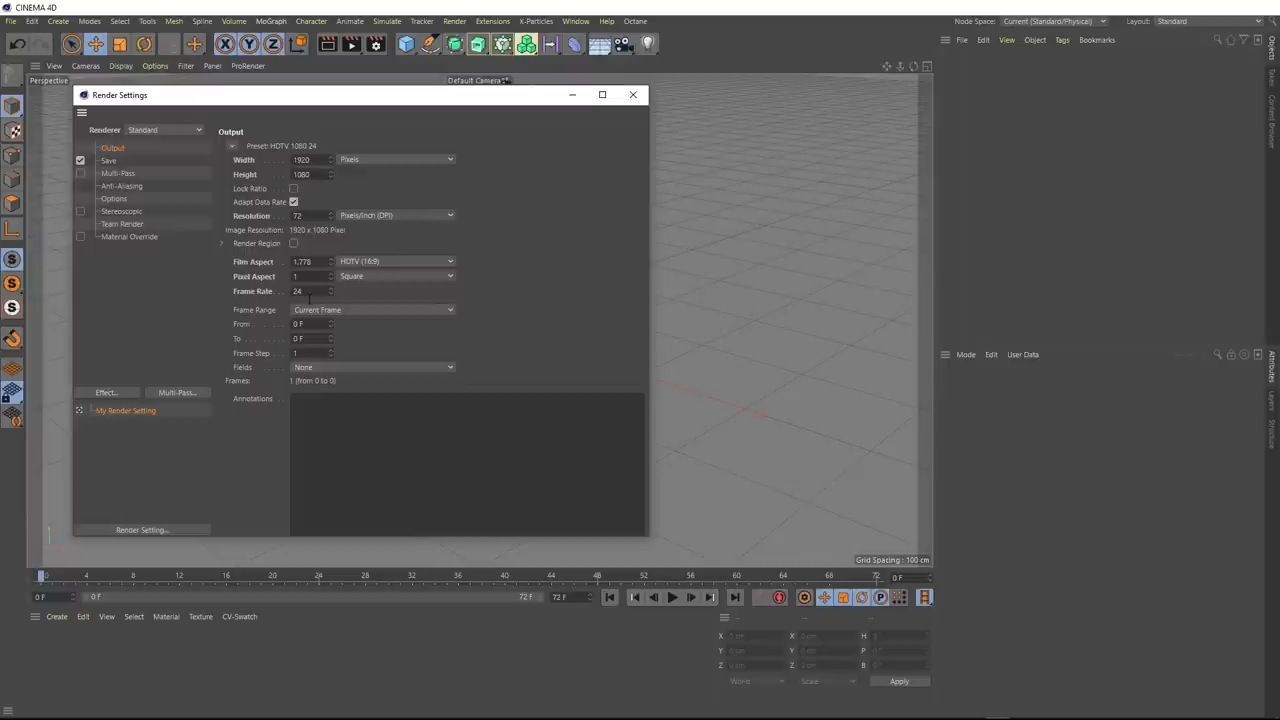 CINEMA 4D
File Edit Create Modes Select Tools Mesh Spline Volume MoGraph Character Animate Simulate Tracker Render Extensions X-Particles Window Help Octane
Node Space: Current (Standard/Physical) Layout: Standard
View Cameras Display Options Filter Panel ProRender
File Edit View Object Tags Bookmarks
Perspective Default Camera
Objects
Takes
Content Browser
Render Settings
Renderer Standard
Output
Save
Multi-Pass
Anti-Aliasing
Options
Stereoscopic
Team Render
Material Override
Effect... Multi-Pass...
My Render Setting
Render Setting...
Output
Preset: HDTV 1080 24
Width 1920 Pixels
Height 1080
Lock Ratio
Adapt Data Rate
Resolution 72 Pixels/Inch (DPI)
Image Resolution: 1920 x 1080 Pixel
Render Region
Film Aspect 1.778 HDTV (16:9)
Pixel Aspect 1 Square
Frame Rate 24
Frame Range Current Frame
From 0 F
To 0 F
Frame Step 1
Fields None
Frames: 1 (from 0 to 0)
Annotations
Mode Edit User Data
Attributes
Layers
Structure
Grid Spacing : 100 cm
0 4 8 12 16 20 24 28 32 36 40 44 48 52 56 60 64 68 72 0 F
0 F 0 F 72 F 72 F
Create Edit View Select Material Texture CV-Swatch
X X H
Y Y P
Z Z B
World Scale Apply